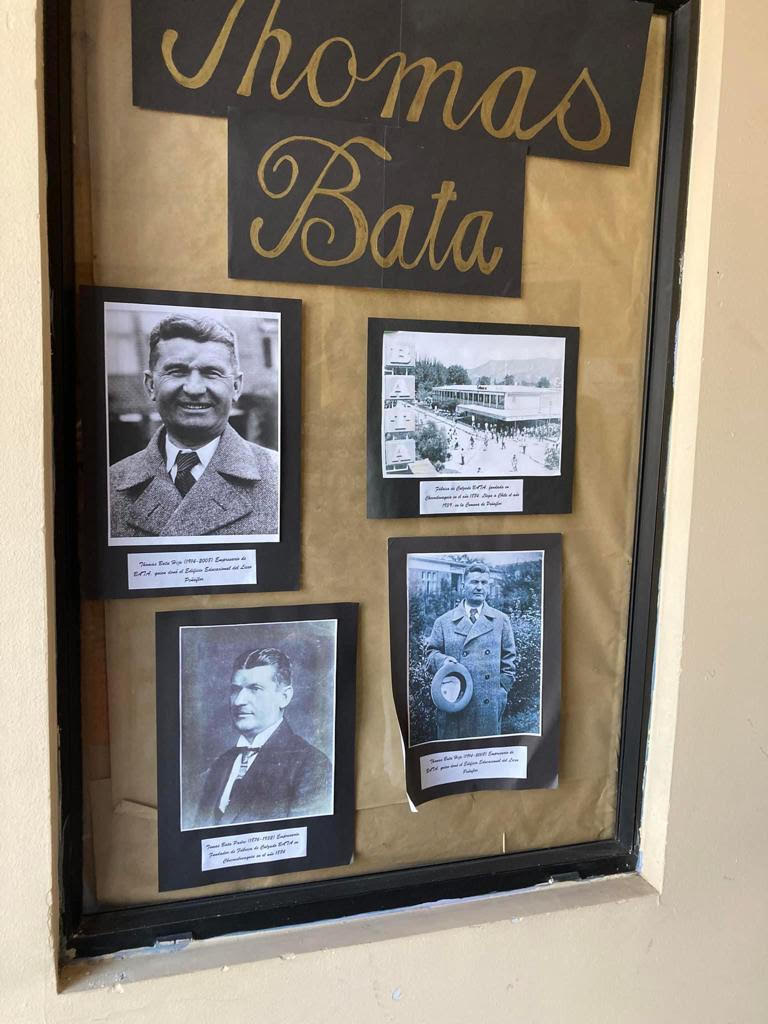 Thomas
Bata
BATA
Fábrica de Calzado BATA, fundada en
Checoslovaquia en el año 1894. Llega a Chile el año
1939, en la Comuna de Peñaflor.
Thomas Bata Hijo (1914-2008) Empresario de
BATA, quien donó el Edificio Educacional del Liceo
Peñaflor.
Thomas Bata Hijo (1914-2008) Empresario de
BATA, quien donó el Edificio Educacional del Liceo
Peñaflor
Tomas Bata Padre (1876-1932) Empresario
Fundador de Fábrica de Calzado BATA en
Checoslovaquia en el año 1894